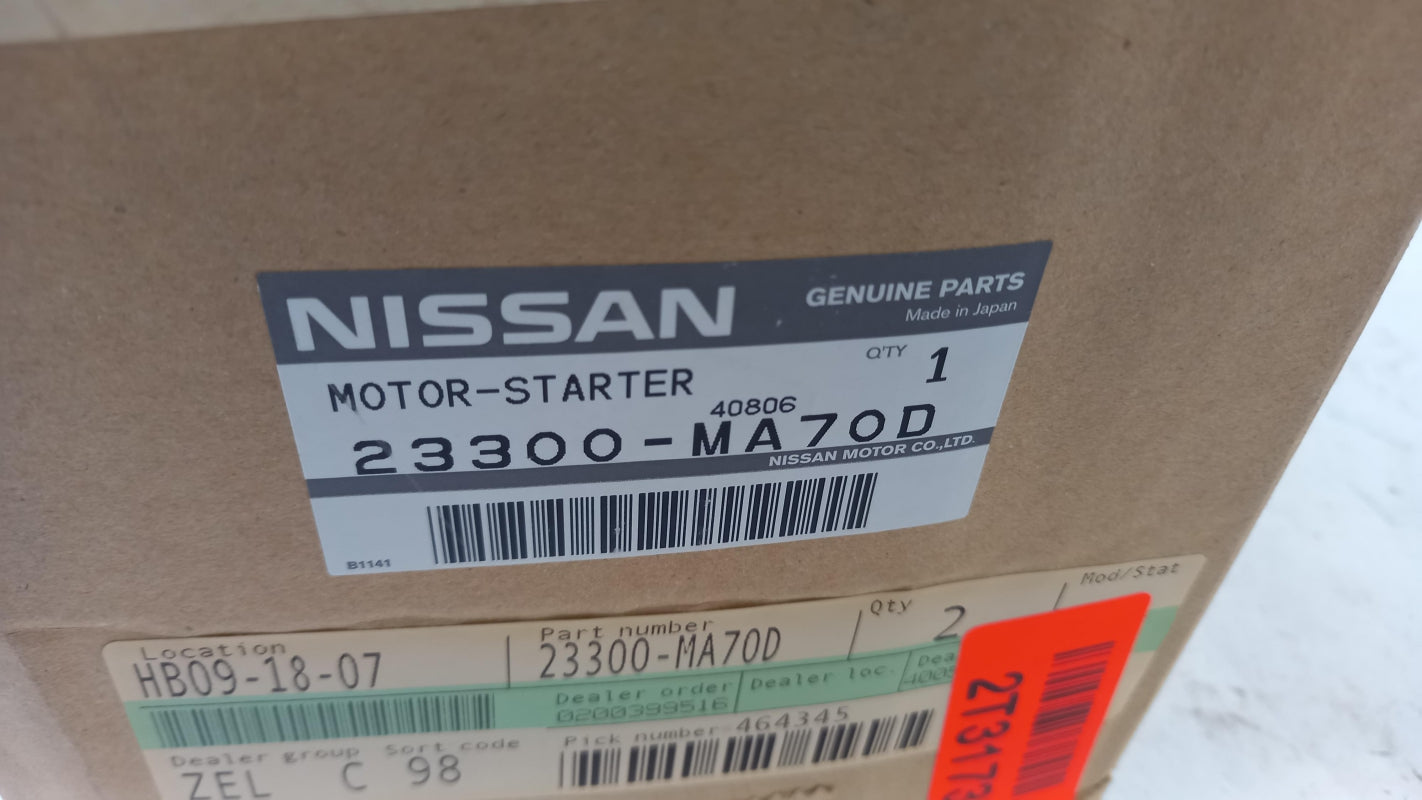 NISSAN
GENUINE PARTS
Made in Japan
MOTOR-STARTER
QTY 1
40806
23300-MA70D
NISSAN MOTOR CO.,LTD.
B1141
Location
HB09-18-07
Part number
23300-MA70D
Qty 2
Mod/Stat
Dealer order
0200399516
Dealer loc.
Dealer group
ZEL
Sort code
C 98
Pick number 464345
2T3173